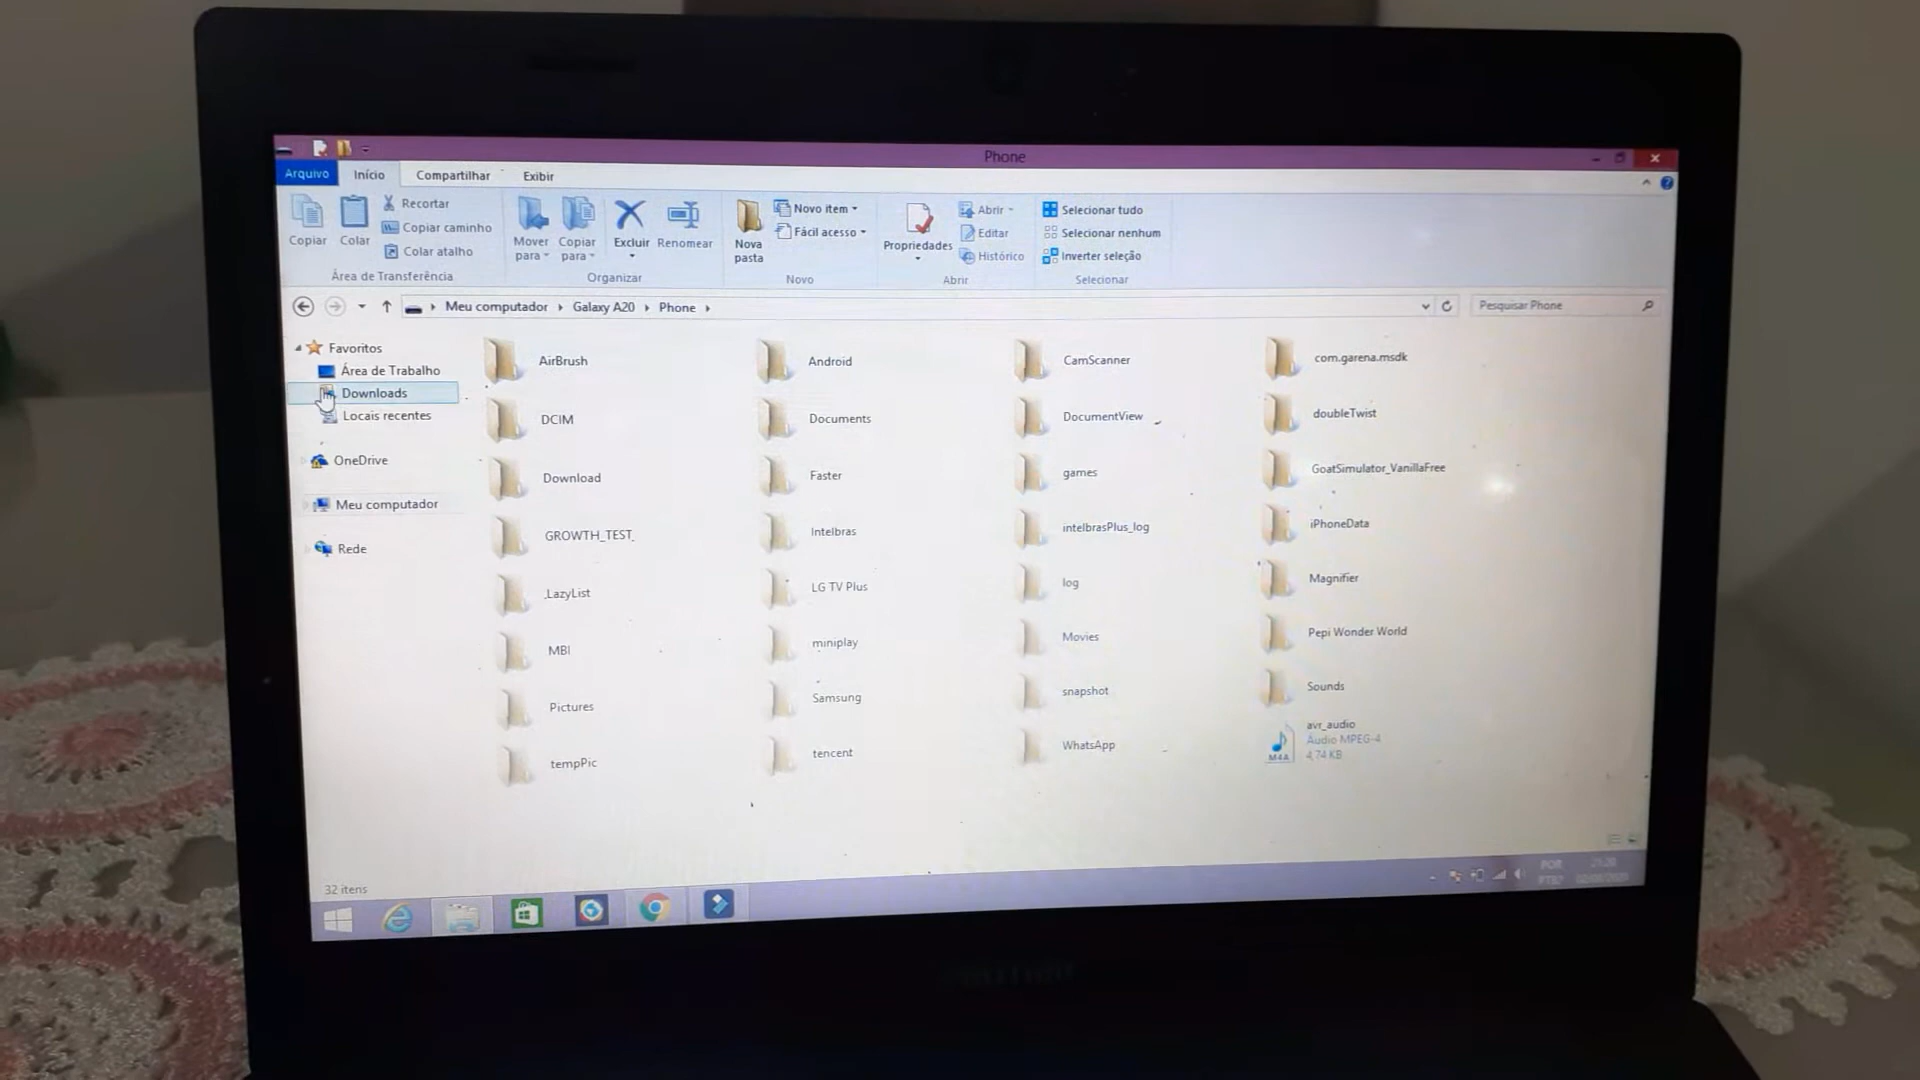 Phone
Arquivo Início Compartilhar Exibir
Copiar
Colar
Recortar
Copiar caminho
Colar atalho
Área de Transferência
Mover para
Copiar para
Excluir
Renomear
Organizar
Nova pasta
Novo item
Fácil acesso
Novo
Propriedades
Abrir
Editar
Histórico
Abrir
Selecionar tudo
Selecionar nenhum
Inverter seleção
Selecionar
Meu computador Galaxy A20 Phone
Pesquisar Phone
Favoritos
Área de Trabalho
Downloads
Locais recentes
OneDrive
Meu computador
Rede
AirBrush Android CamScanner com.garena.msdk
DCIM Documents DocumentView doubleTwist
Download Faster games GoatSimulator_VanillaFree
GROWTH_TEST Intelbras intelbrasPlus_log iPhoneData
.LazyList LG TV Plus log Magnifier
MBI miniplay Movies Pepi Wonder World
Pictures Samsung snapshot Sounds
tempPic tencent WhatsApp
avr_audio
Áudio MPEG-4
4,74 KB
M4A
32 itens
POR